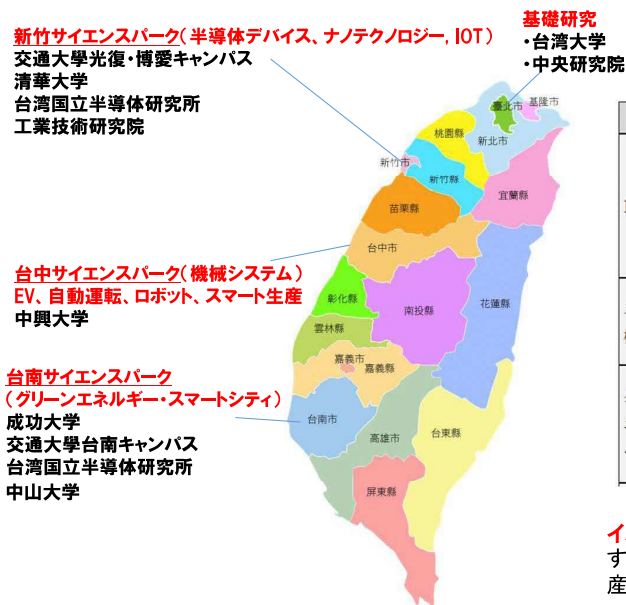 新竹サイエンスパーク(半導体デバイス、ナノテクノロジー, IOT)
交通大學光復・博愛キャンパス
清華大学
台湾国立半導体研究所
工業技術研究院
基礎研究
・台湾大学
・中央研究院
台中サイエンスパーク(機械システム)
EV、自動運転、ロボット、スマート生産
中興大学
台南サイエンスパーク
(グリーンエネルギー・スマートシティ)
成功大学
交通大學台南キャンパス
台湾国立半導体研究所
中山大学
臺北市
基隆市
新北市
桃園縣
新竹市
新竹縣
宜蘭縣
苗栗縣
台中市
彰化縣
南投縣
花蓮縣
雲林縣
嘉義市
嘉義縣
台南市
高雄市
台東縣
屏東縣
イ
す
産